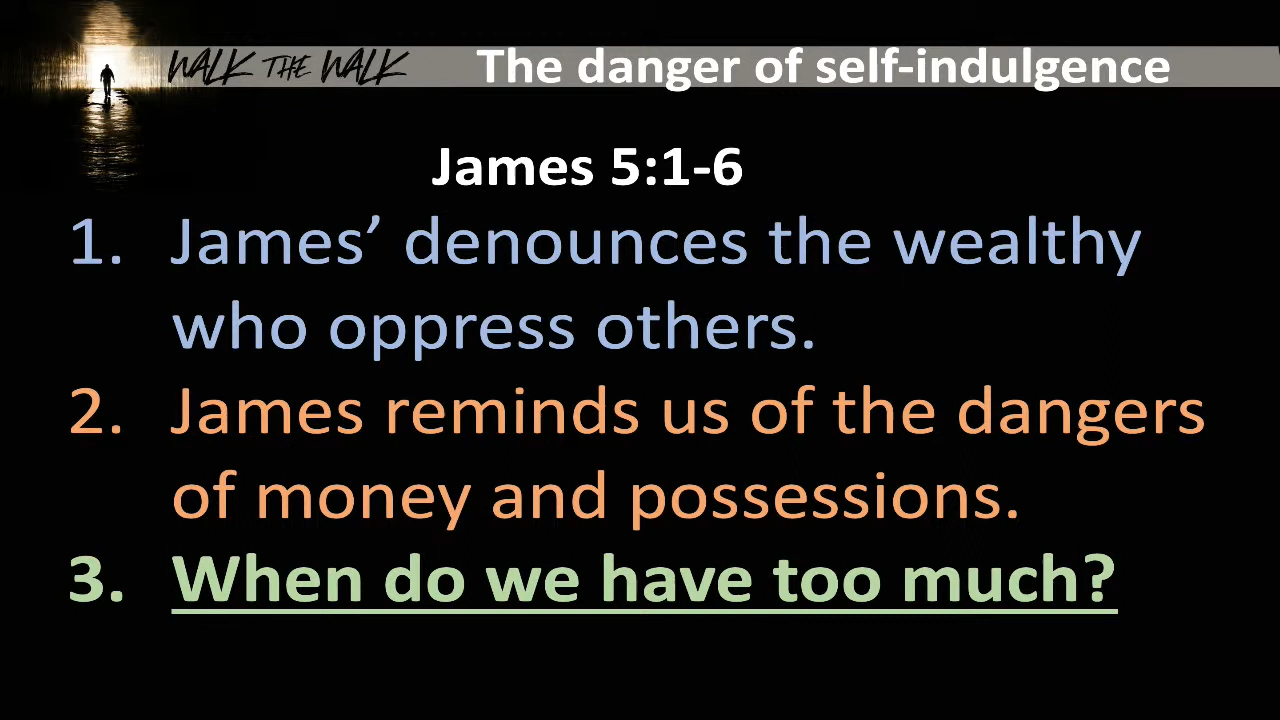 WALK THE WALK
The danger of self-indulgence
James 5:1-6
1. James’ denounces the wealthy
who oppress others.
2. James reminds us of the dangers
of money and possessions.
3. When do we have too much?